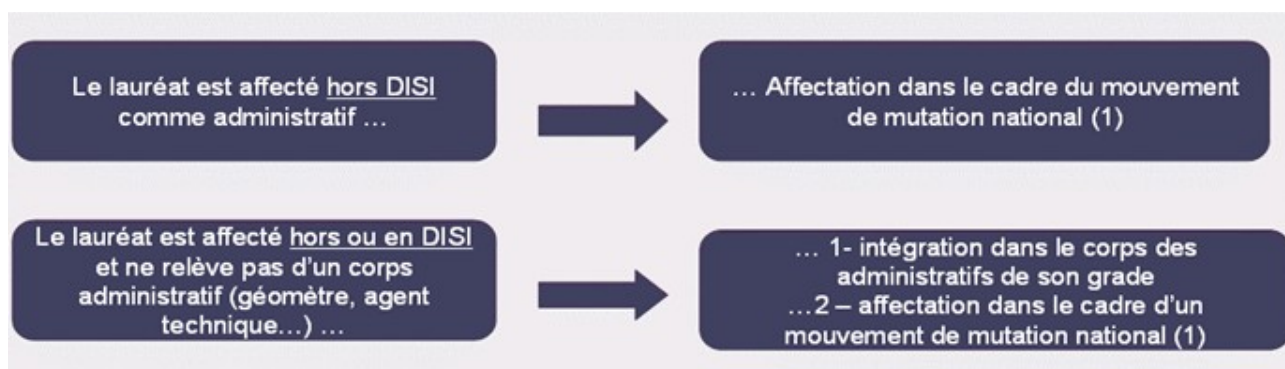 Le lauréat est affecté hors DISI
comme administratif …
… Affectation dans le cadre du mouvement
de mutation national (1)
Le lauréat est affecté hors ou en DISI
et ne relève pas d'un corps
administratif (géomètre, agent
technique…) …
… 1- intégration dans le corps des
administratifs de son grade
…2 – affectation dans le cadre d'un
mouvement de mutation national (1)